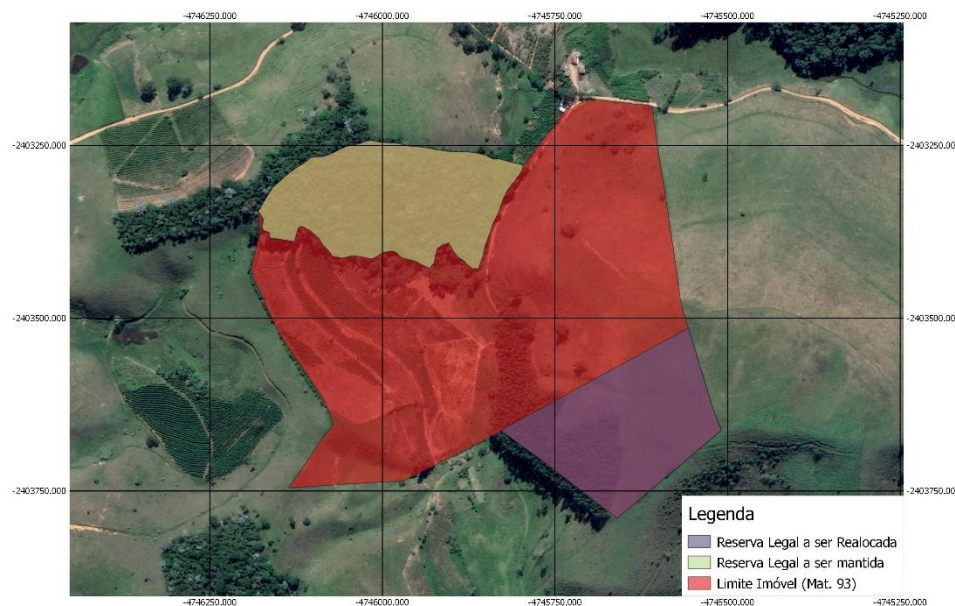 -4746250.000 -4746000.000 -4745750.000 -4745500.000 -4745250.000
-2403250.000 -2403250.000
-2403500.000 -2403500.000
-2403750.000 -2403750.000
Legenda
Reserva Legal a ser Realocada
Reserva Legal a ser mantida
Limite Imóvel (Mat. 93)
-4746250.000 -4746000.000 -4745750.000 -4745500.000 -4745250.000